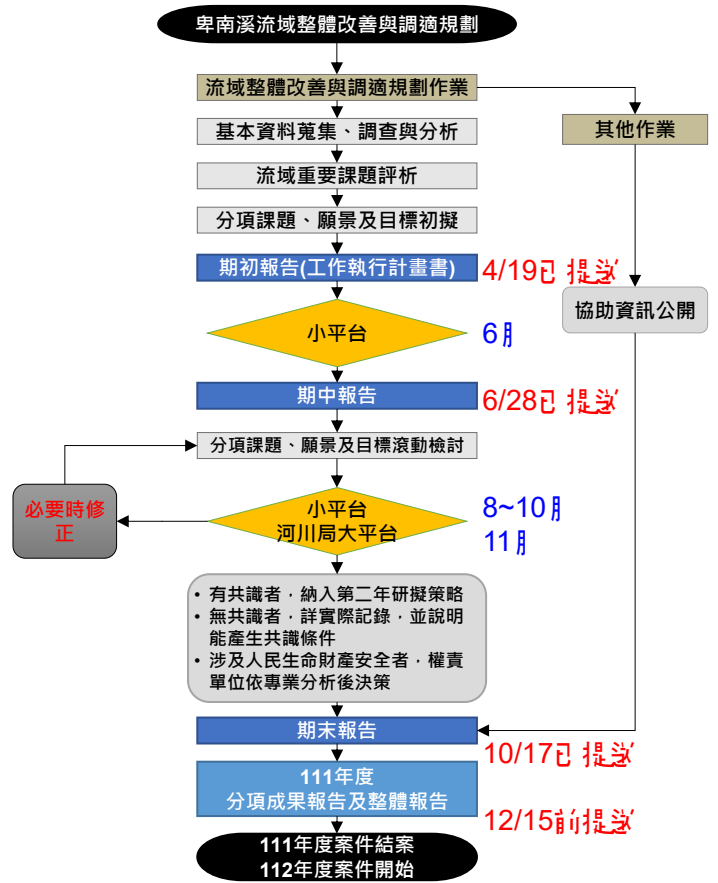 卑南溪流域整體改善與調適規劃
流域整體改善與調適規劃作業
其他作業
基本資料蒐集、調查與分析
流域重要課題評析
分項課題、願景及目標初擬
期初報告(工作執行計畫書)
4/19已提送
協助資訊公開
小平台
6月
期中報告
6/28已提送
分項課題、願景及目標滾動檢討
必要時修
正
小平台
河川局大平台
8~10月
11月
• 有共識者，納入第二年研擬策略
• 無共識者，詳實際記錄，並說明
能產生共識條件
• 涉及人民生命財產安全者，權責
單位依專業分析後決策
期末報告
10/17已提送
111年度
分項成果報告及整體報告
12/15前提送
111年度案件結案
112年度案件開始